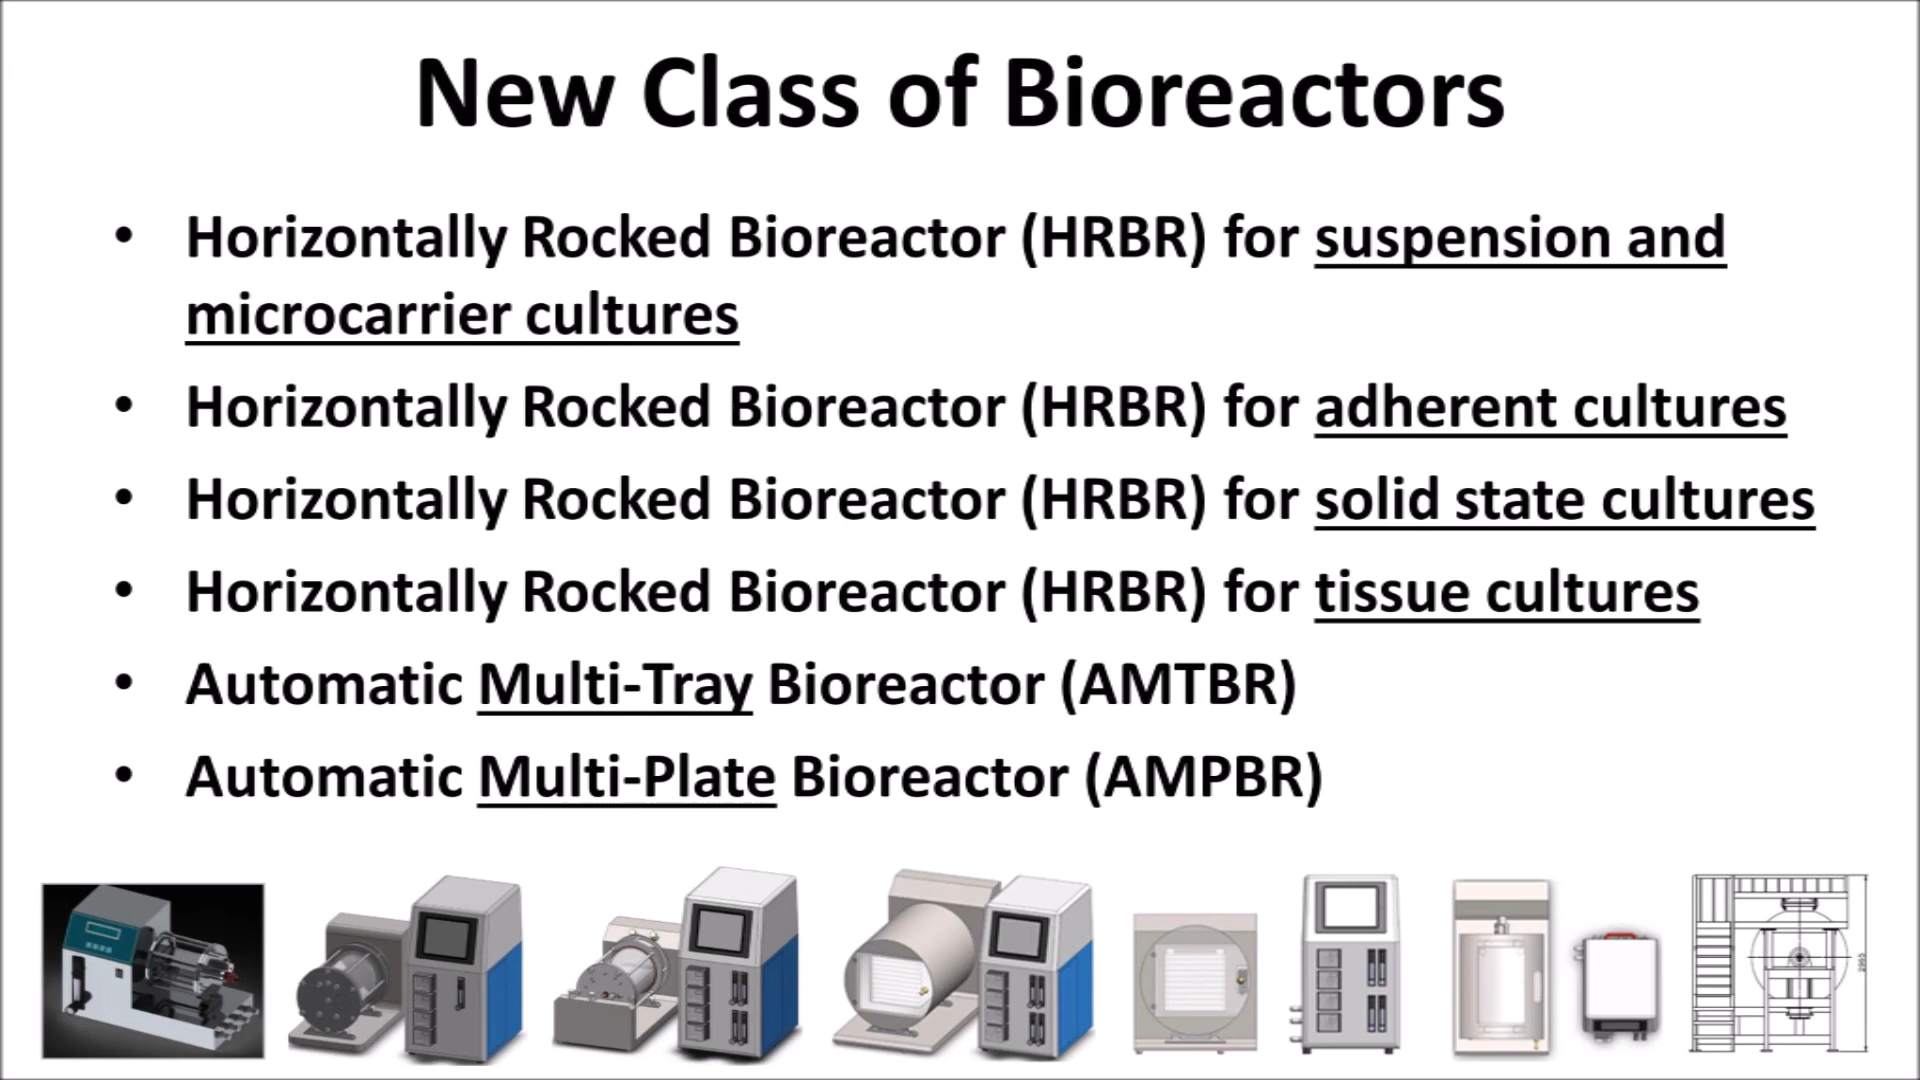 New Class of Bioreactors
• Horizontally Rocked Bioreactor (HRBR) for suspension and
microcarrier cultures
• Horizontally Rocked Bioreactor (HRBR) for adherent cultures
• Horizontally Rocked Bioreactor (HRBR) for solid state cultures
• Horizontally Rocked Bioreactor (HRBR) for tissue cultures
• Automatic Multi-Tray Bioreactor (AMTBR)
• Automatic Multi-Plate Bioreactor (AMPBR)